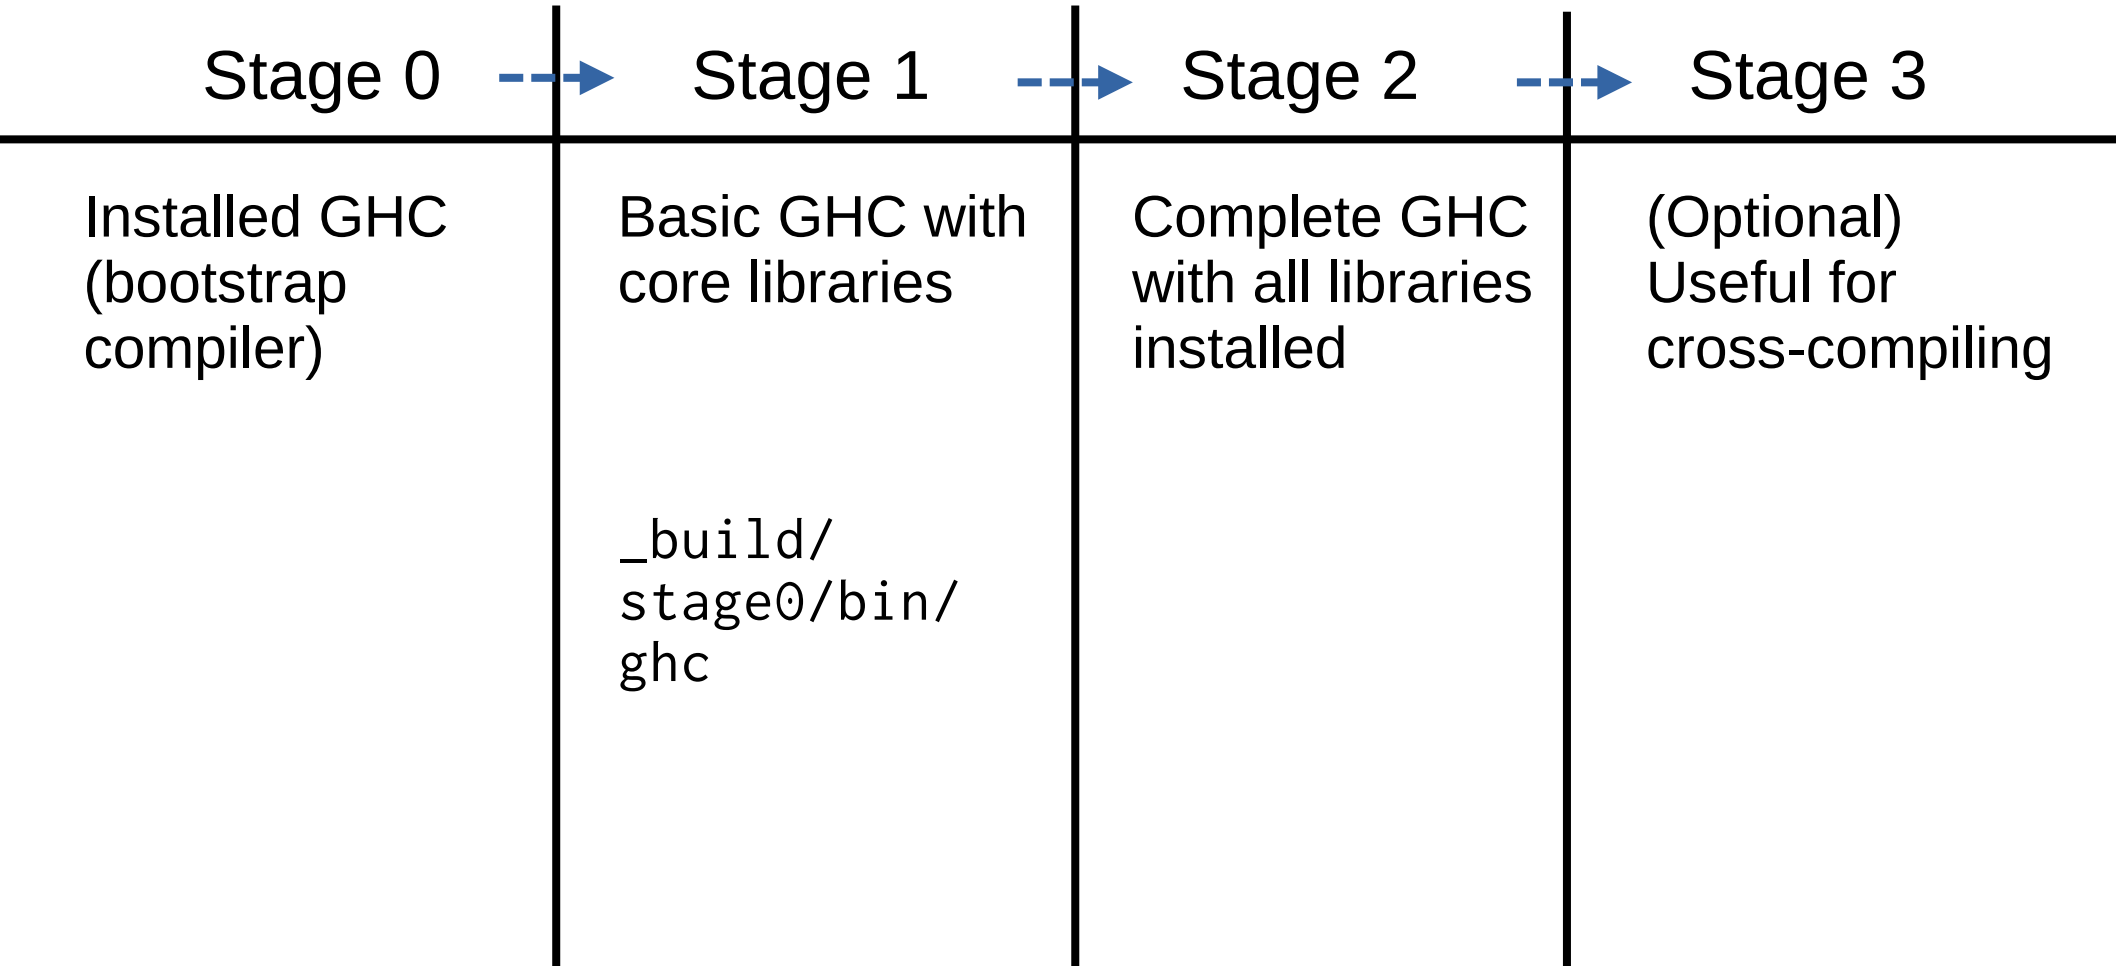 Stage 0
Stage 1
Stage 2
Stage 3
Installed GHC
(bootstrap
compiler)
Basic GHC with
core libraries
_build/
stage0/bin/
ghc
Complete GHC
with all libraries
installed
(Optional)
Useful for
cross-compiling